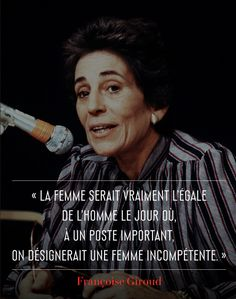 « LA FEMME SERAIT VRAIMENT L'ÉGALE
DE L'HOMME LE JOUR OÙ,
À UN POSTE IMPORTANT,
ON DÉSIGNERAIT UNE FEMME INCOMPÉTENTE. »
Françoise Giroud